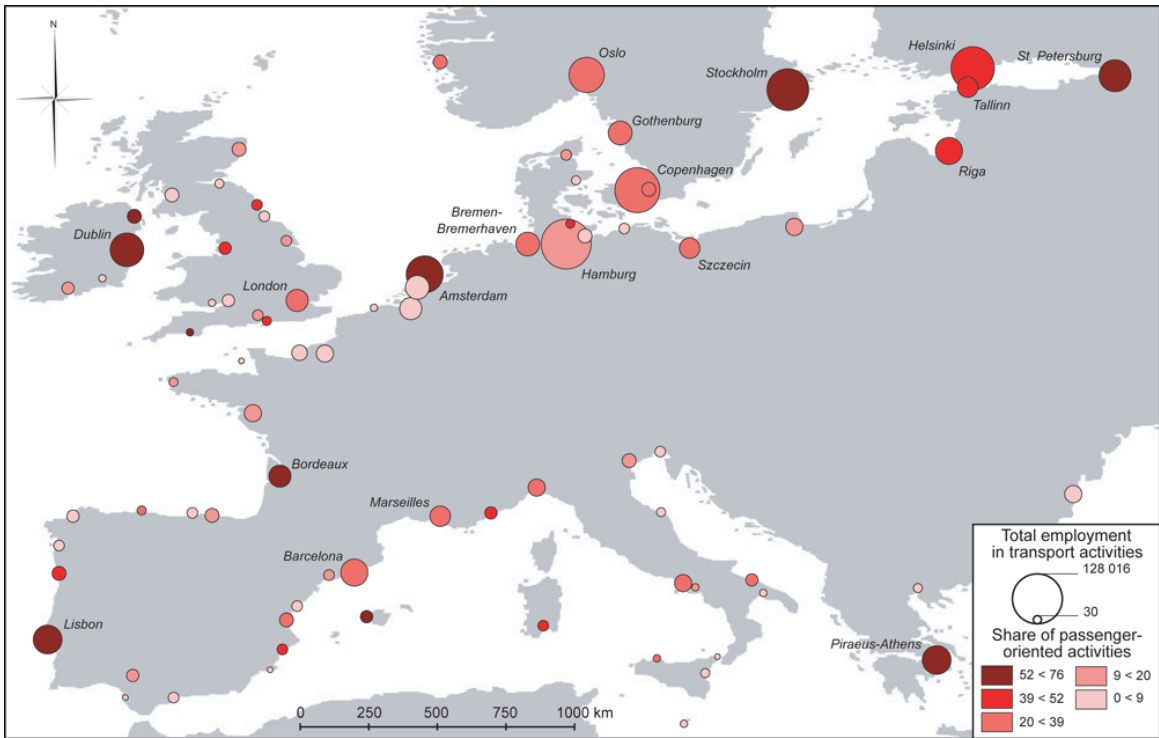 N
Oslo
Helsinki
St. Petersburg
Stockholm
Tallinn
Gothenburg
Copenhagen
Riga
Bremen-
Bremerhaven
Dublin
Hamburg
Szczecin
London
Amsterdam
Bordeaux
Marseilles
Barcelona
Lisbon
Piraeus-Athens
0 250 500 750 1000 km
Total employment
in transport activities
128 016
30
Share of passenger-
oriented activities
52 < 76
9 < 20
39 < 52
0 < 9
20 < 39